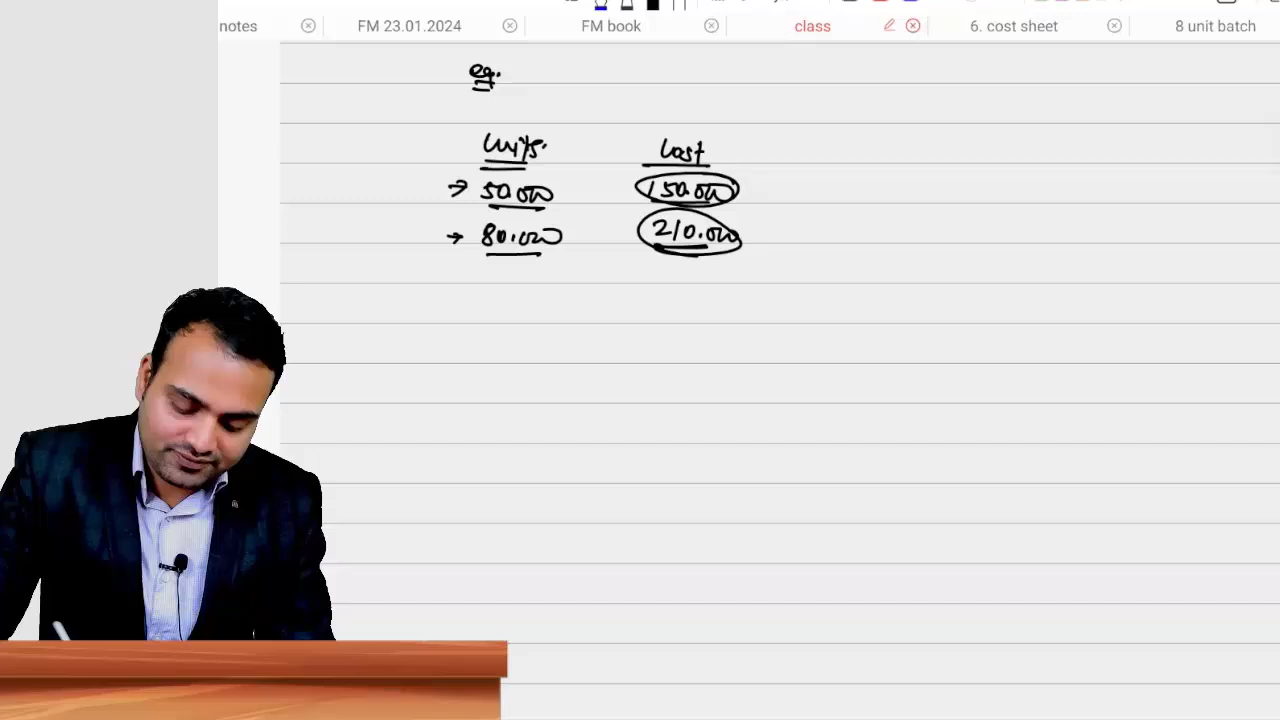 notes FM 23.01.2024 FM book class 6. cost sheet 8 unit batch
eg.
Units. Cost
→ 50.000 150.000
→ 80.000 210.000